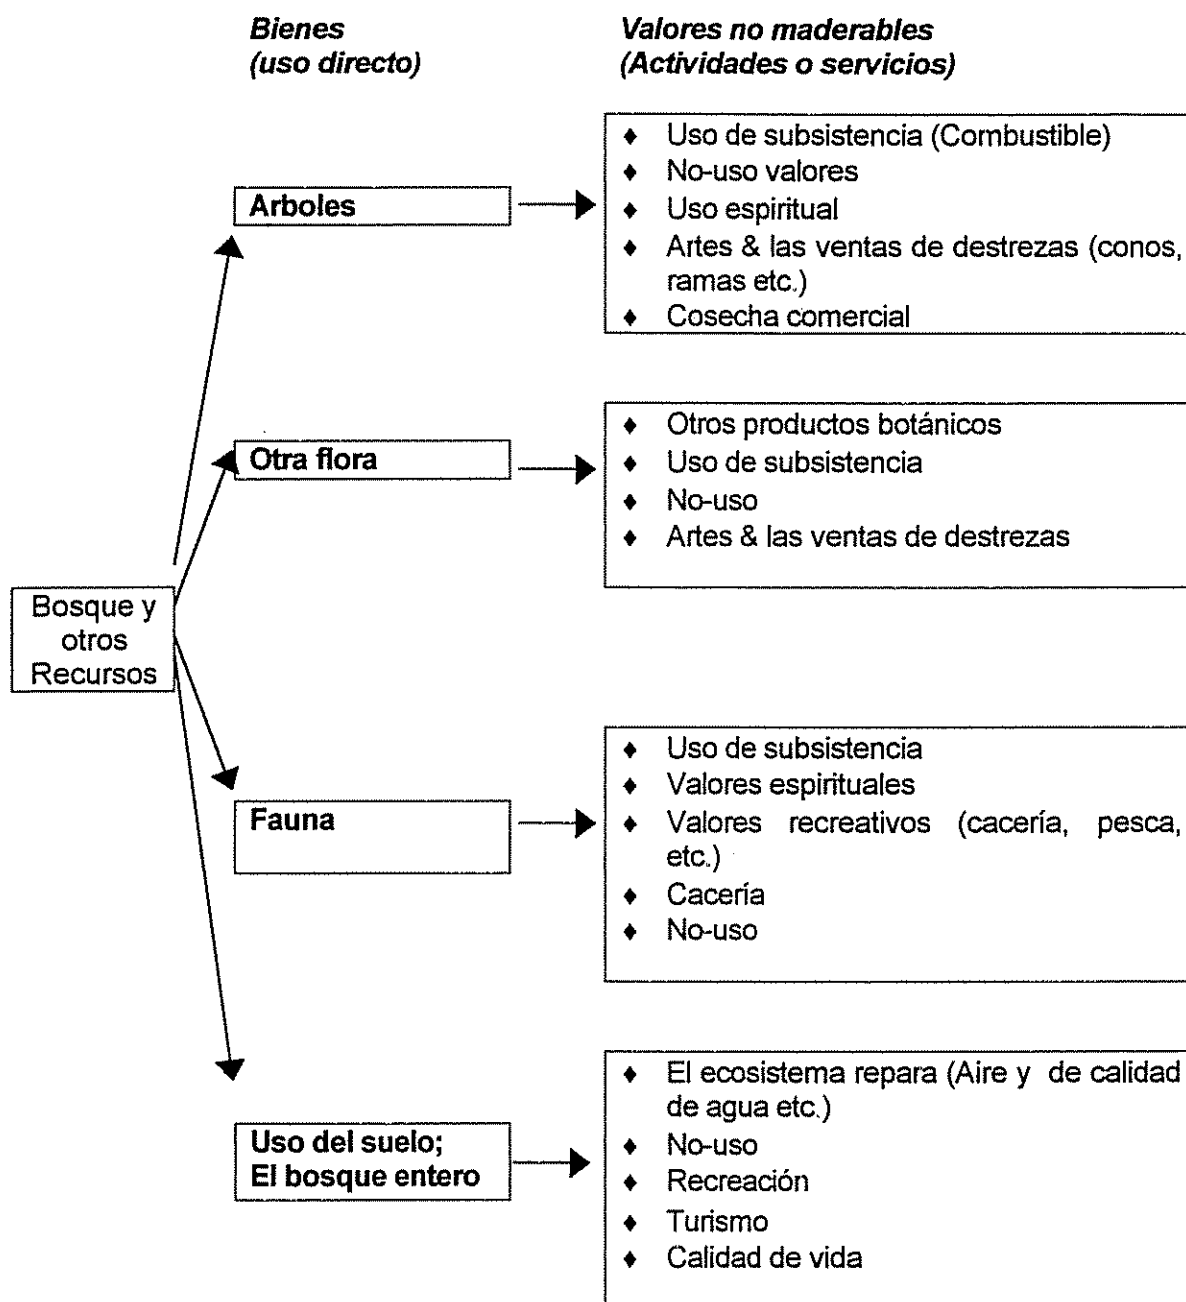 Bienes
(uso directo)
Valores no maderables
(Actividades o servicios)
Bosque y
otros
Recursos
Arboles
♦ Uso de subsistencia (Combustible)
♦ No-uso valores
♦ Uso espiritual
♦ Artes & las ventas de destrezas (conos,
ramas etc.)
♦ Cosecha comercial
Otra flora
♦ Otros productos botánicos
♦ Uso de subsistencia
♦ No-uso
♦ Artes & las ventas de destrezas
Fauna
♦ Uso de subsistencia
♦ Valores espirituales
♦ Valores recreativos (cacería, pesca,
etc.)
♦ Cacería
♦ No-uso
Uso del suelo;
El bosque entero
♦ El ecosistema repara (Aire y de calidad
de agua etc.)
♦ No-uso
♦ Recreación
♦ Turismo
♦ Calidad de vida